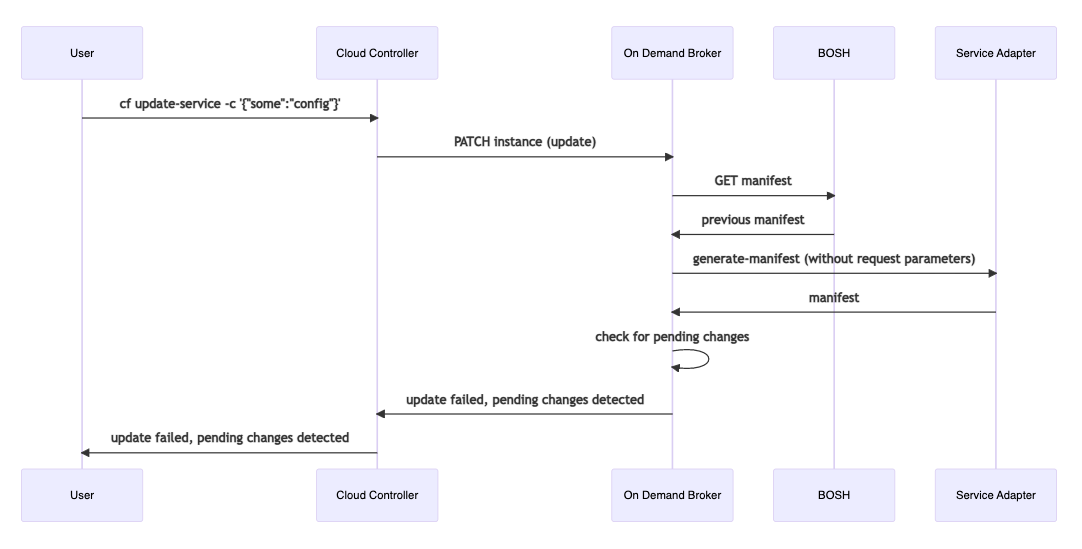 User
Cloud Controller
On Demand Broker
BOSH
Service Adapter
cf update-service -c '{"some":"config"}'
PATCH instance (update)
GET manifest
previous manifest
generate-manifest (without request parameters)
manifest
check for pending changes
update failed, pending changes detected
update failed, pending changes detected
User
Cloud Controller
On Demand Broker
BOSH
Service Adapter